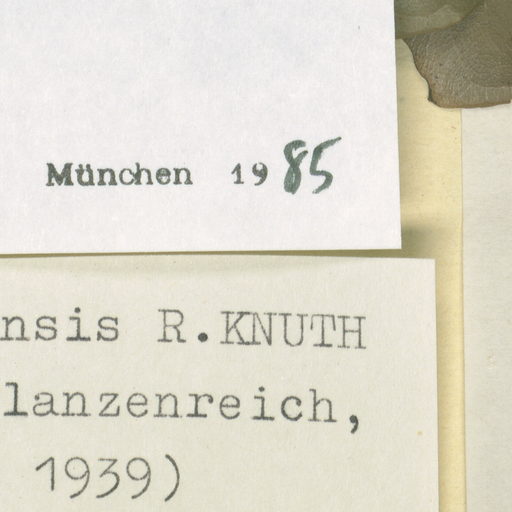 München 1985
nsis R.KNUTH
lanzenreich,
1939)